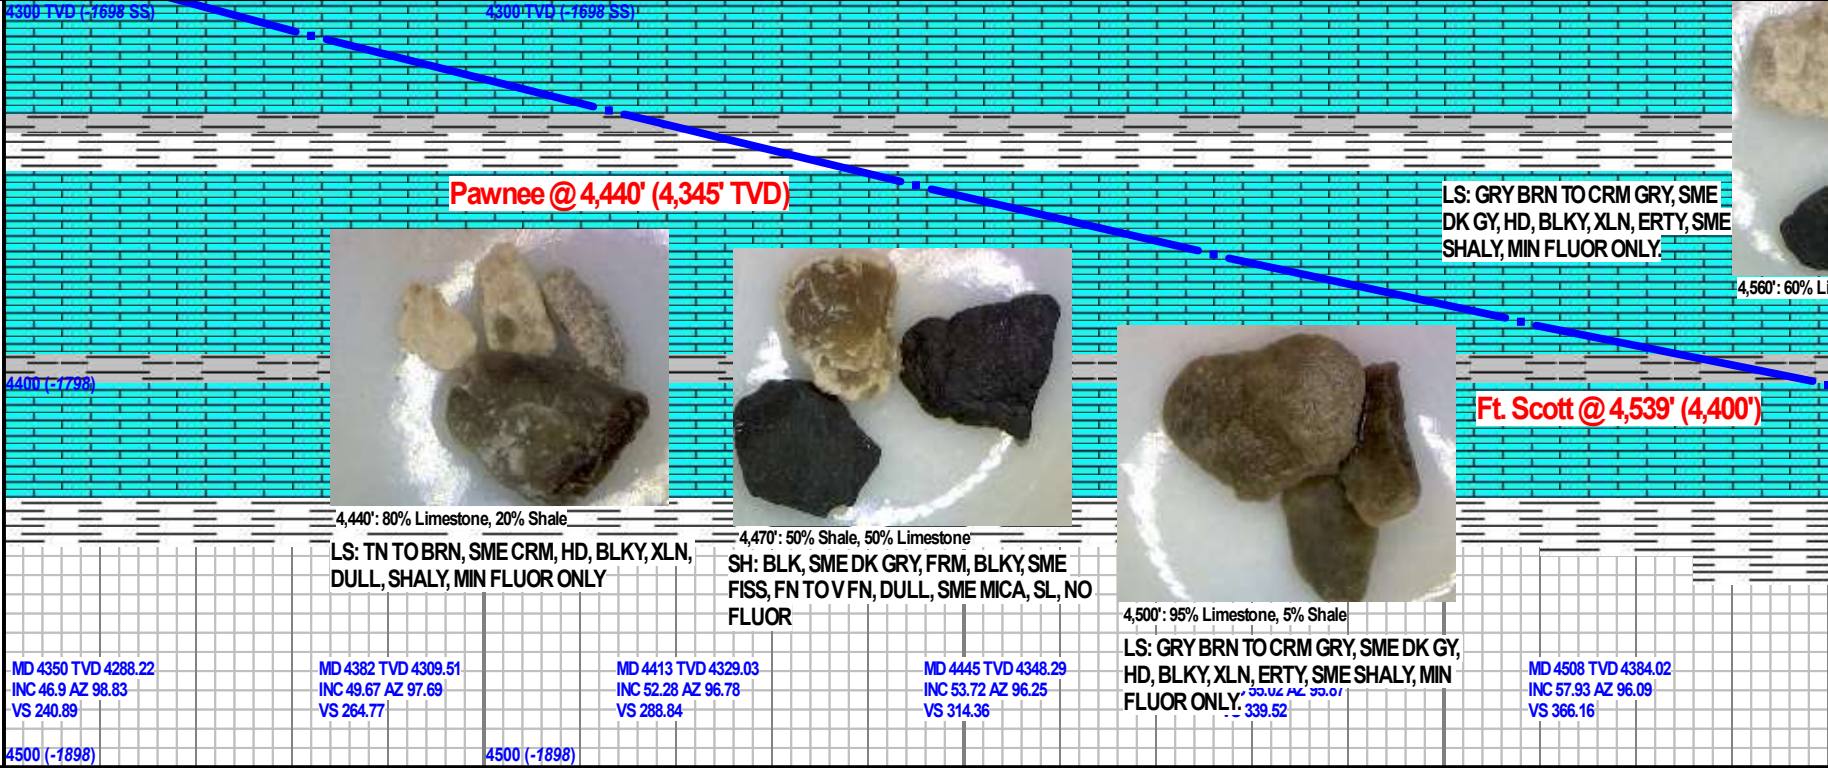 4300 TVD (-1698 SS)
4300 TVD (-1698 SS)
Pawnee @ 4,440' (4,345' TVD)
LS: GRY BRN TO CRM GRY, SME
DK GY, HD, BLKY, XLN, ERTY, SME
SHALY, MIN FLUOR ONLY.
4,560': 60% Li
4400 (-1798)
Ft. Scott @ 4,539' (4,400')
4,440': 80% Limestone, 20% Shale
LS: TN TO BRN, SME CRM, HD, BLKY, XLN,
DULL, SHALY, MIN FLUOR ONLY
4,470': 50% Shale, 50% Limestone
SH: BLK, SME DK GRY, FRM, BLKY, SME
FISS, FN TO V FN, DULL, SME MICA, SL, NO
FLUOR
4,500': 95% Limestone, 5% Shale
LS: GRY BRN TO CRM GRY, SME DK GY,
HD, BLKY, XLN, ERTY, SME SHALY, MIN
FLUOR ONLY.
MD 4350 TVD 4288.22
INC 46.9 AZ 98.83
VS 240.89
MD 4382 TVD 4309.51
INC 49.67 AZ 97.69
VS 264.77
MD 4413 TVD 4329.03
INC 52.28 AZ 96.78
VS 288.84
MD 4445 TVD 4348.29
INC 53.72 AZ 96.25
VS 314.36
55.02 AZ 95.87
339.52
MD 4508 TVD 4384.02
INC 57.93 AZ 96.09
VS 366.16
4500 (-1898)
4500 (-1898)